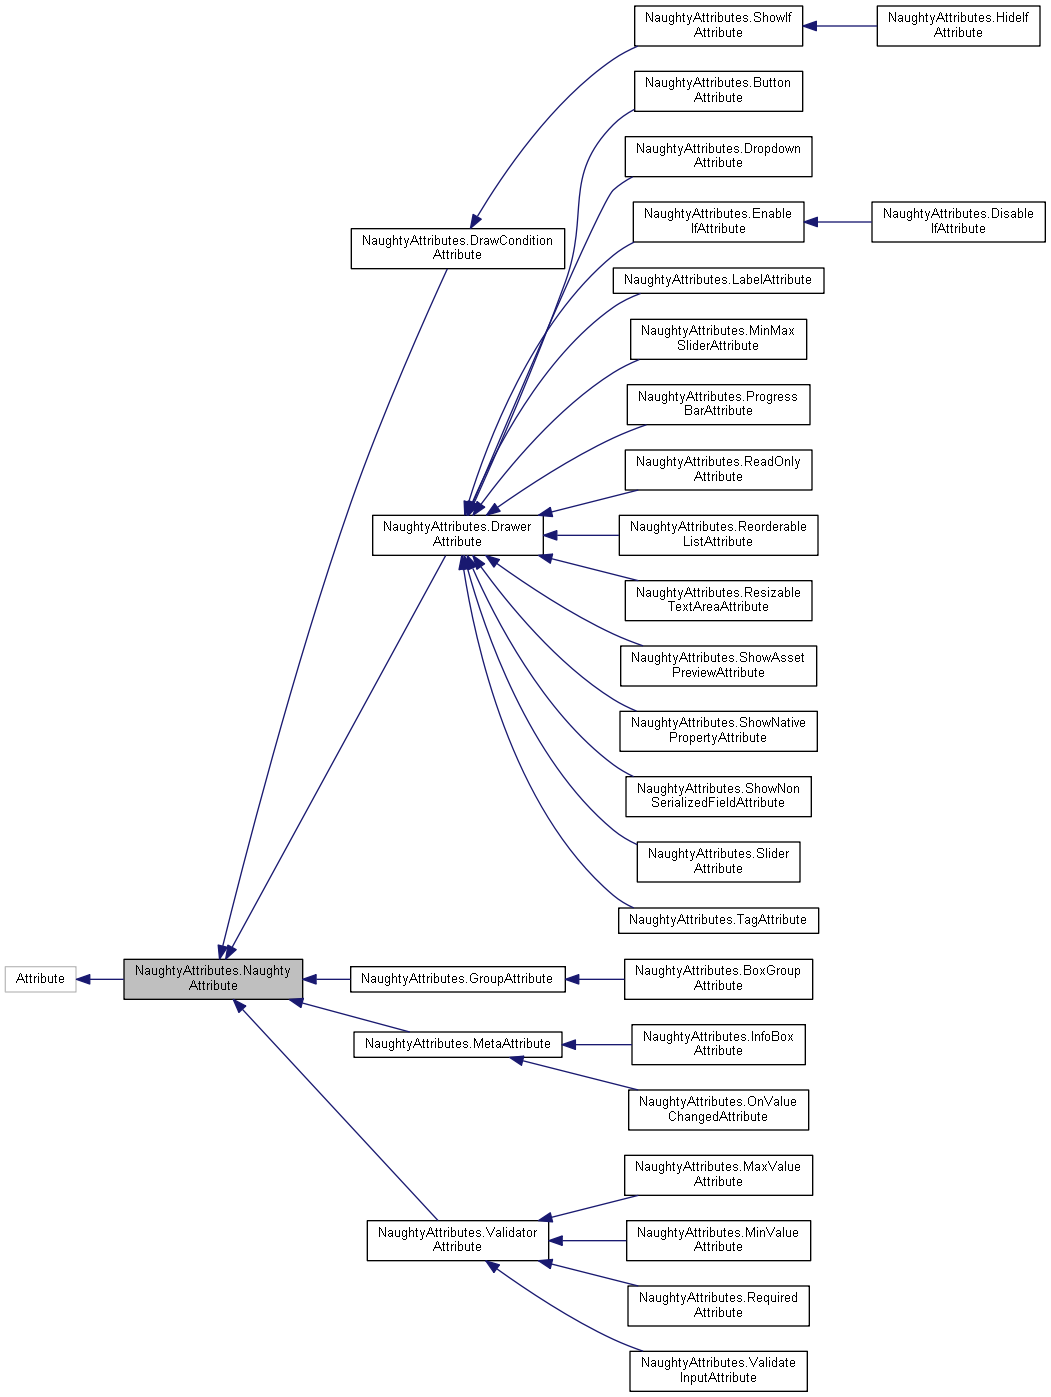 NaughtyAttributes.ShowIf
Attribute
NaughtyAttributes.HideIf
Attribute
NaughtyAttributes.Button
Attribute
NaughtyAttributes.Dropdown
Attribute
NaughtyAttributes.Enable
IfAttribute
NaughtyAttributes.Disable
IfAttribute
NaughtyAttributes.DrawCondition
Attribute
NaughtyAttributes.LabelAttribute
NaughtyAttributes.MinMax
SliderAttribute
NaughtyAttributes.Progress
BarAttribute
NaughtyAttributes.ReadOnly
Attribute
NaughtyAttributes.Drawer
Attribute
NaughtyAttributes.Reorderable
ListAttribute
NaughtyAttributes.Resizable
TextAreaAttribute
NaughtyAttributes.ShowAsset
PreviewAttribute
NaughtyAttributes.ShowNative
PropertyAttribute
NaughtyAttributes.ShowNon
SerializedFieldAttribute
NaughtyAttributes.Slider
Attribute
NaughtyAttributes.TagAttribute
Attribute
NaughtyAttributes.Naughty
Attribute
NaughtyAttributes.GroupAttribute
NaughtyAttributes.BoxGroup
Attribute
NaughtyAttributes.MetaAttribute
NaughtyAttributes.InfoBox
Attribute
NaughtyAttributes.OnValue
ChangedAttribute
NaughtyAttributes.MaxValue
Attribute
NaughtyAttributes.Validator
Attribute
NaughtyAttributes.MinValue
Attribute
NaughtyAttributes.Required
Attribute
NaughtyAttributes.Validate
InputAttribute